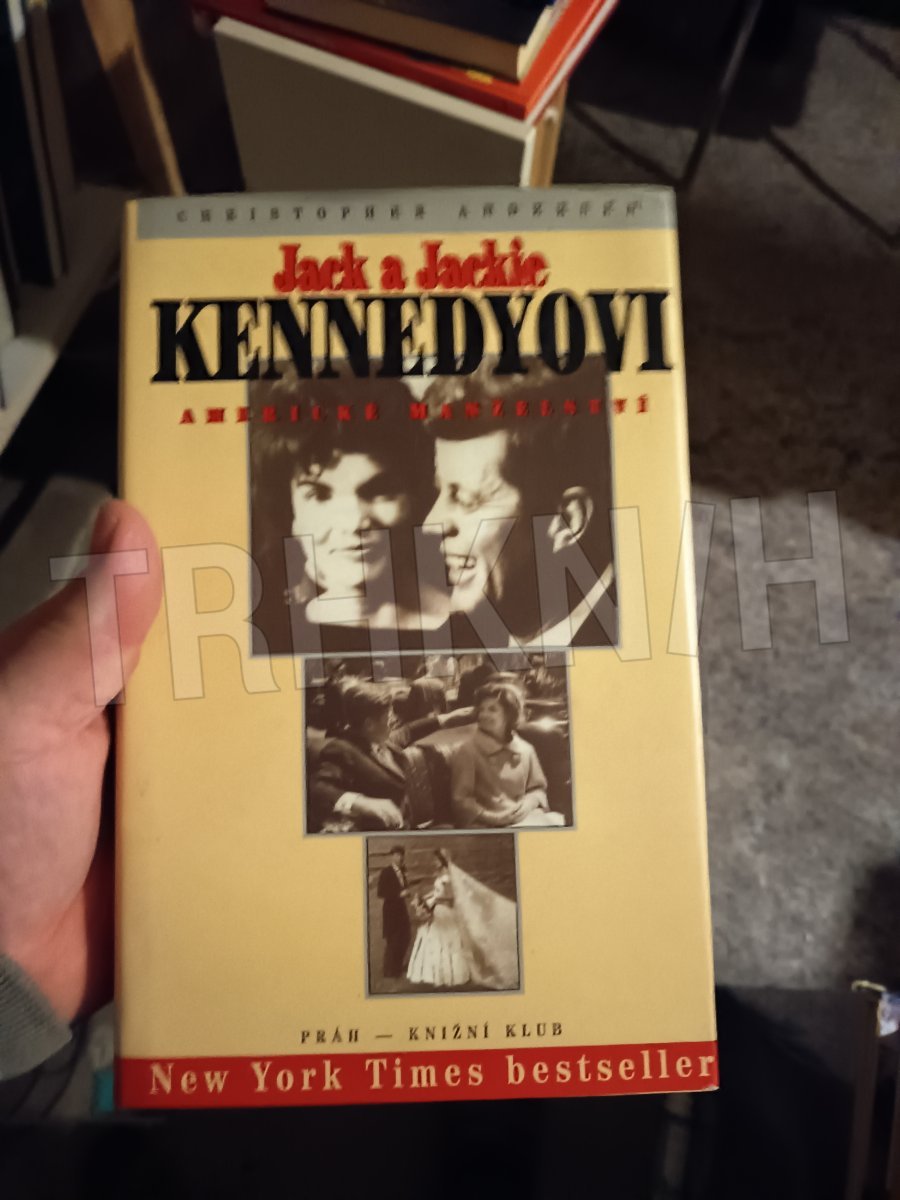 CHRISTOPHER ANDERSEN
Jack a Jackie
KENNEDYOVI
AMERICKÉ MANŽELSTVÍ
TRHKNIH
PRÁH — KNIŽNÍ KLUB
New York Times bestseller